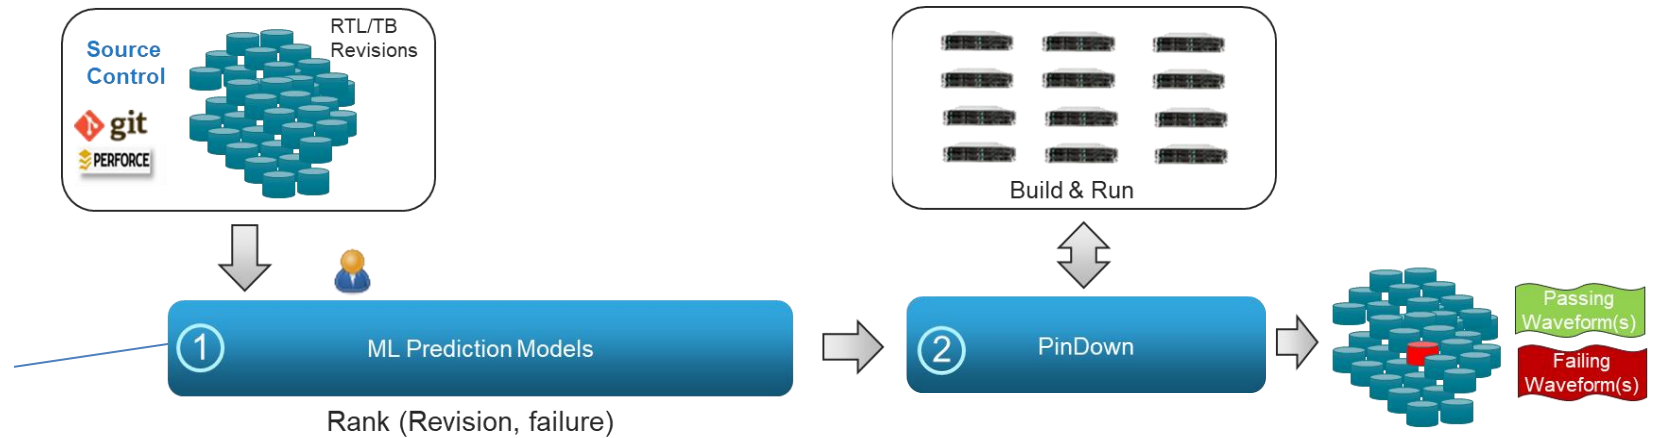 Source
Control
RTL/TB
Revisions
git
PERFORCE
Build & Run
1
ML Prediction Models
Rank (Revision, failure)
2
PinDown
Passing
Waveform(s)
Failing
Waveform(s)